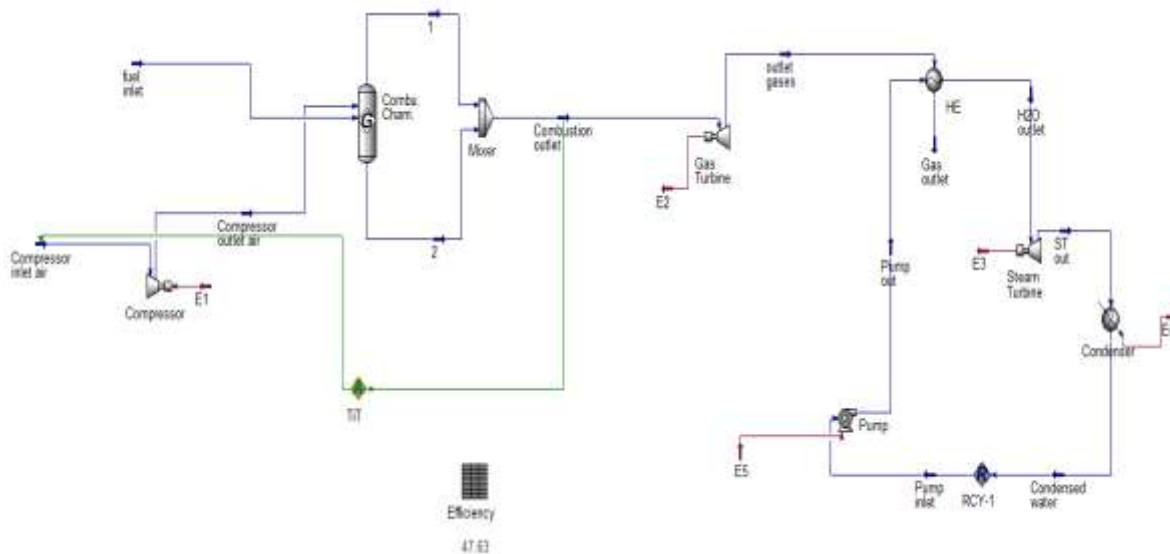 1
fuel
inlet
Combu.
Cham.
G
Mixer
Combustion
outlet
outlet
gases
HE
H2O
outlet
Gas
outlet
Gas
Turbine
E2
Compressor
outlet air
2
Compressor
inlet air
E1
Compressor
Pump
out
E3
Steam
Turbine
ST
out
Condenser
TIT
A
Pump
E5
Pump
inlet
R
RCY-1
Condensed
water
Efficiency
47.63